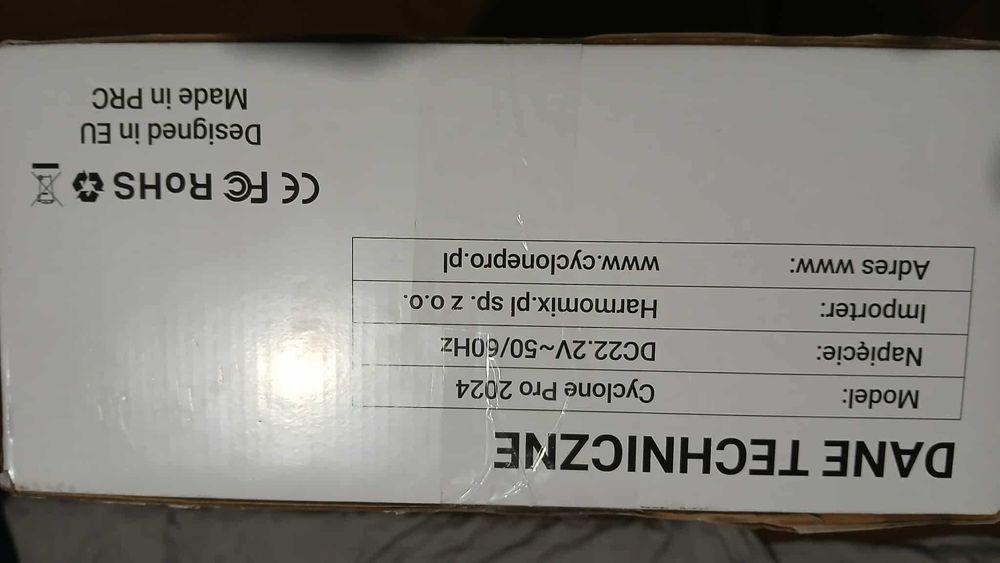 DANE TECHNICZNE
Model: Cyclone Pro 2024
Napięcie: DC22.2V~50/60Hz
Importer: Harmomix.pl sp. z o.o.
Adres www: www.cyclonepro.pl
CE FC RoHS
Designed in EU
Made in PRC